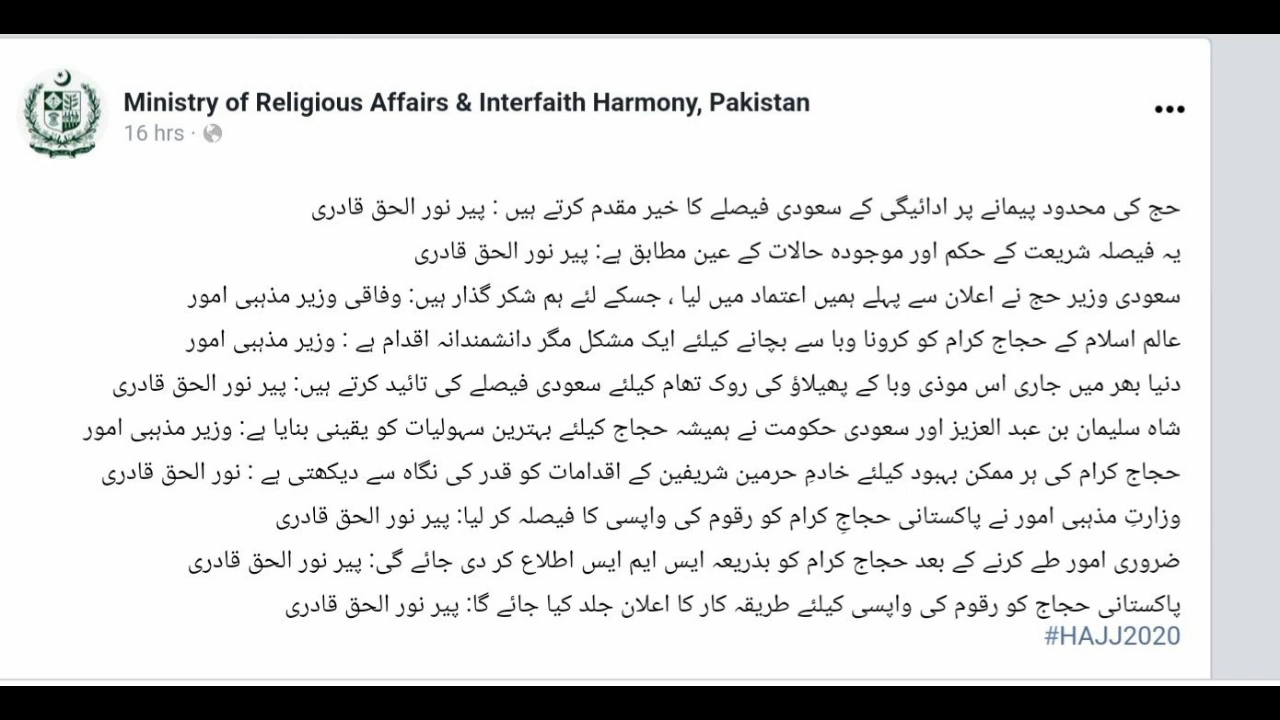 Ministry of Religious Affairs & Interfaith Harmony, Pakistan
16 hrs ·
حج کی محدود پیمانے پر ادائیگی کے سعودی فیصلے کا خیر مقدم کرتے ہیں : پیر نور الحق قادری
یہ فیصلہ شریعت کے حکم اور موجودہ حالات کے عین مطابق ہے: پیر نور الحق قادری
سعودی وزیر حج نے اعلان سے پہلے ہمیں اعتماد میں لیا ، جسکے لئے ہم شکر گذار ہیں: وفاقی وزیر مذہبی امور
عالم اسلام کے حجاج کرام کو کرونا وبا سے بچانے کیلئے ایک مشکل مگر دانشمندانہ اقدام ہے : وزیر مذہبی امور
دنیا بھر میں جاری اس موذی وبا کے پھیلاؤ کی روک تھام کیلئے سعودی فیصلے کی تائید کرتے ہیں: پیر نور الحق قادری
شاہ سلیمان بن عبد العزیز اور سعودی حکومت نے ہمیشہ حجاج کیلئے بہترین سہولیات کو یقینی بنایا ہے: وزیر مذہبی امور
حجاج کرام کی ہر ممکن بہبود کیلئے خادمِ حرمین شریفین کے اقدامات کو قدر کی نگاہ سے دیکھتی ہے : نور الحق قادری
وزارتِ مذہبی امور نے پاکستانی حجاجِ کرام کو رقوم کی واپسی کا فیصلہ کر لیا: پیر نور الحق قادری
ضروری امور طے کرنے کے بعد حجاج کرام کو بذریعہ ایس ایم ایس اطلاع کر دی جائے گی: پیر نور الحق قادری
پاکستانی حجاج کو رقوم کی واپسی کیلئے طریقہ کار کا اعلان جلد کیا جائے گا: پیر نور الحق قادری
#HAJJ2020